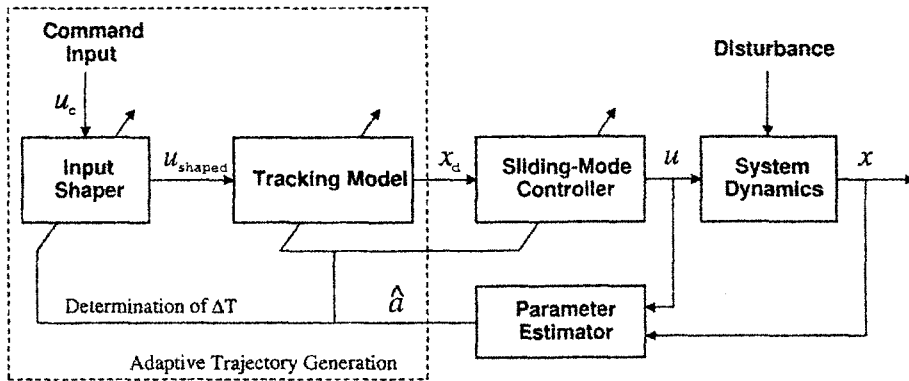 Command
Input
Disturbance
u_c
Input
Shaper
u_shaped
Tracking Model
x_d
Sliding-Mode
Controller
u
System
Dynamics
x
Determination of ΔT
â
Parameter
Estimator
Adaptive Trajectory Generation